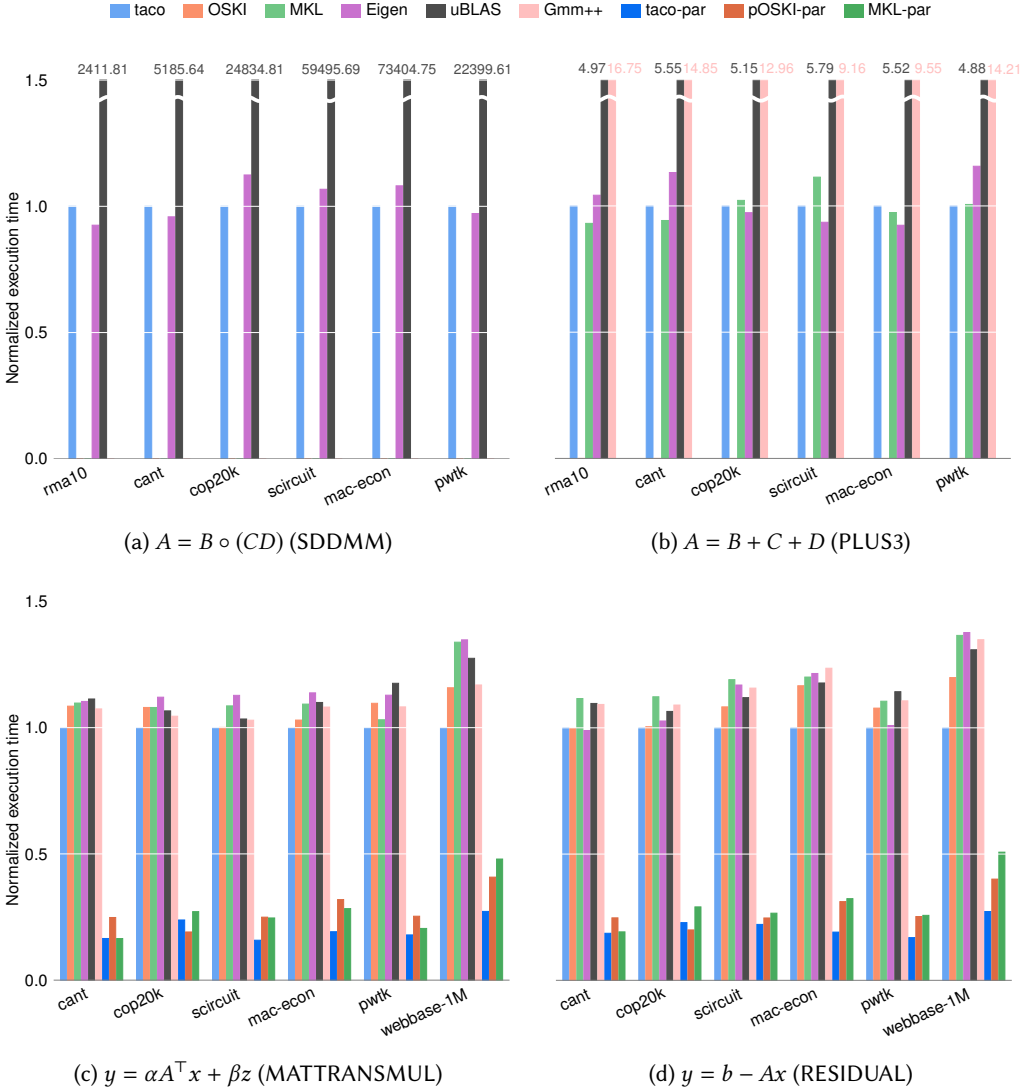 taco OSKI MKL Eigen uBLAS Gmm++ taco-par pOSKI-par MKL-par
2411.81 5185.64 24834.81 59495.69 73404.75 22399.61
1.5
1.0
0.5
0.0
Normalized execution time
rma10 cant cop20k scircuit mac-econ pwtk
(a) A = B ∘ (CD) (SDDMM)
4.97 16.75 5.55 14.85 5.15 12.96 5.79 9.16 5.52 9.55 4.88 14.21
rma10 cant cop20k scircuit mac-econ pwtk
(b) A = B + C + D (PLUS3)
1.5
1.0
0.5
0.0
Normalized execution time
cant cop20k scircuit mac-econ pwtk webbase-1M
(c) y = αA⊤x + βz (MATTRANSMUL)
cant cop20k scircuit mac-econ pwtk webbase-1M
(d) y = b − Ax (RESIDUAL)